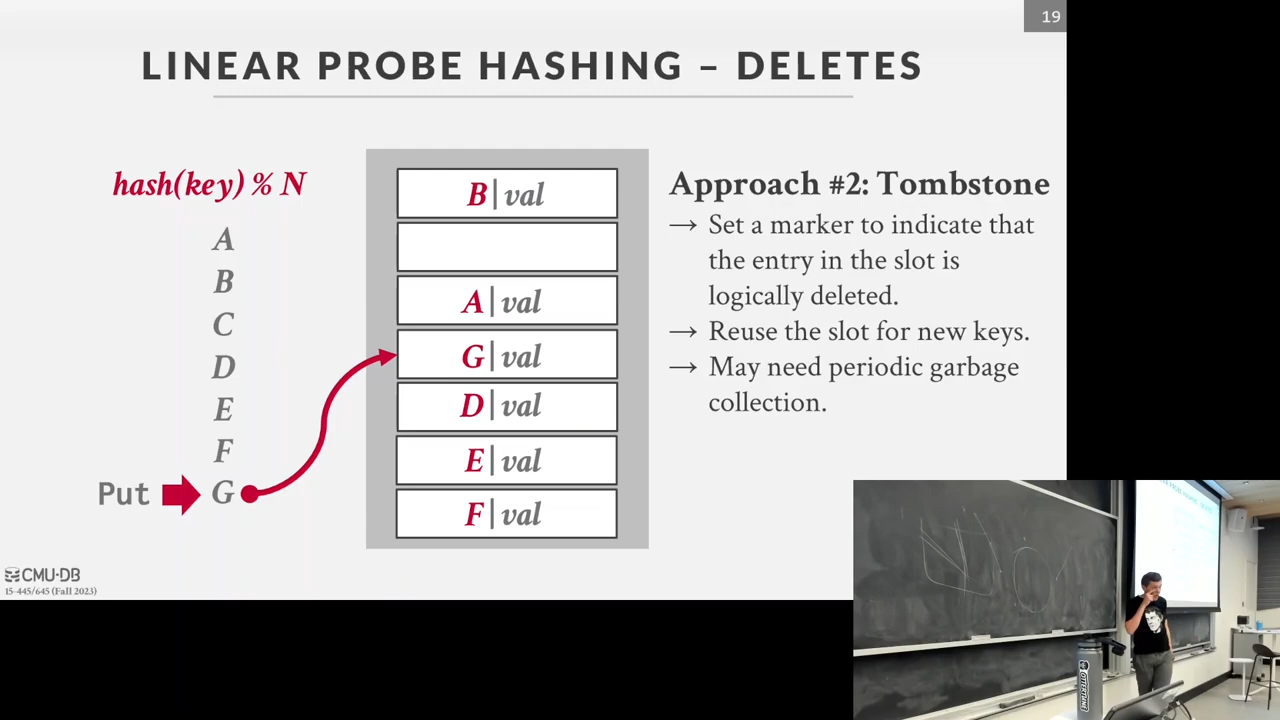 19
LINEAR PROBE HASHING – DELETES
hash(key) % N
A
B
C
D
E
F
Put
G
B|val
A|val
G|val
D|val
E|val
F|val
Approach #2: Tombstone
→ Set a marker to indicate that
the entry in the slot is
logically deleted.
→ Reuse the slot for new keys.
→ May need periodic garbage
collection.
CMU·DB
15-445/645 (Fall 2023)
OTTERTUNE